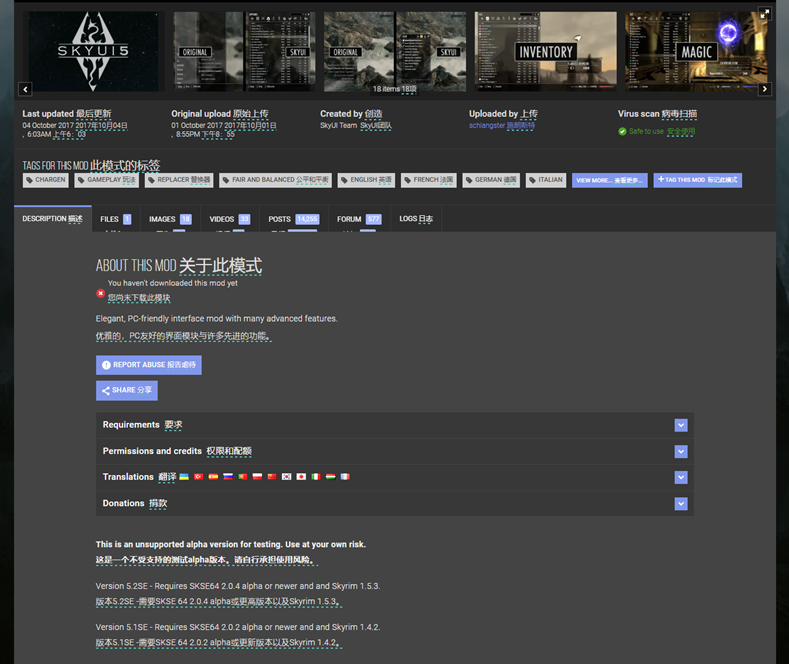 SKYUI5
ORIGINAL SKYUI
ORIGINAL SKYUI
INVENTORY
MAGIC
18 items 18项
Last updated 最后更新
04 October 2017 2017年10月04日
, 6:03AM 上午6：03
Original upload 原始上传
01 October 2017 2017年10月01日
, 8:55PM 下午8：55
Created by 创造
SkyUI Team SkyUI团队
Uploaded by 上传
schlangster 施朗斯特
Virus scan 病毒扫描
Safe to use 安全使用
TAGS FOR THIS MOD 此模式的标签
CHARGEN
GAMEPLAY 玩法
REPLACER 替换器
FAIR AND BALANCED 公平和平衡
ENGLISH 英语
FRENCH 法国
GERMAN 德国
ITALIAN
VIEW MORE... 查看更多...
+ TAG THIS MOD 标记此模式
DESCRIPTION 描述
FILES 1
IMAGES 18
VIDEOS 33
POSTS 14,255
FORUM 577
LOGS 日志
ABOUT THIS MOD 关于此模式
You haven't downloaded this mod yet
您尚未下载此模块
Elegant, PC-friendly interface mod with many advanced features.
优雅的，PC友好的界面模块与许多先进的功能。
REPORT ABUSE 报告虐待
SHARE 分享
Requirements 要求
Permissions and credits 权限和配额
Translations 翻译
Donations 捐款
This is an unsupported alpha version for testing. Use at your own risk.
这是一个不受支持的测试alpha版本。请自行承担使用风险。
Version 5.2SE - Requires SKSE64 2.0.4 alpha or newer and and Skyrim 1.5.3.
版本5.2SE -需要SKSE 64 2.0.4 alpha或更高版本以及Skyrim 1.5.3。
Version 5.1SE - Requires SKSE64 2.0.2 alpha or newer and and Skyrim 1.4.2.
版本5.1SE -需要SKSE 64 2.0.2 alpha或更新版本以及Skyrim 1.4.2。